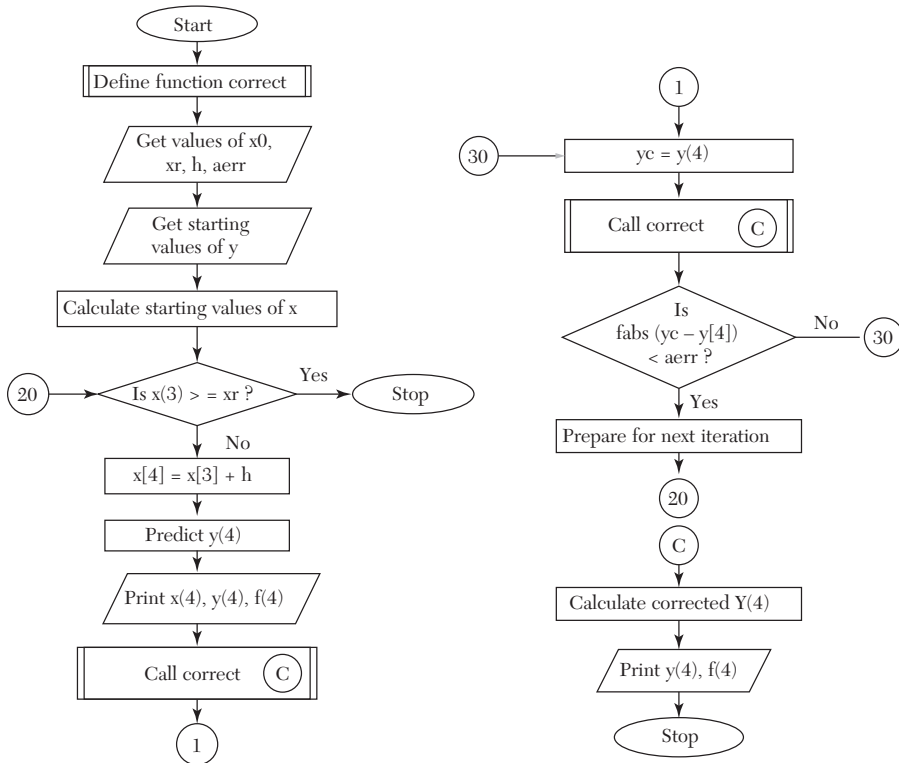 Start
Define function correct
Get values of x0,
xr, h, aerr
Get starting
values of y
Calculate starting values of x
20
Is x(3) > = xr ?
Yes
Stop
No
x[4] = x[3] + h
Predict y(4)
Print x(4), y(4), f(4)
Call correct
C
1
1
30
yc = y(4)
Call correct
C
Is
fabs (yc – y[4])
< aerr ?
No
30
Yes
Prepare for next iteration
20
C
Calculate corrected Y(4)
Print y(4), f(4)
Stop